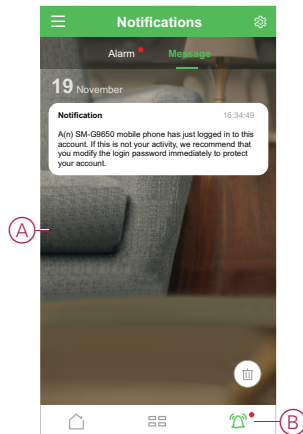 Notifications
Alarm Message
19 November
Notification 16:34:49
A(n) SM-G9650 mobile phone has just logged in to this
account. If this is not your activity, we recommend that
you modify the login password immediately to protect
your account.
A
B